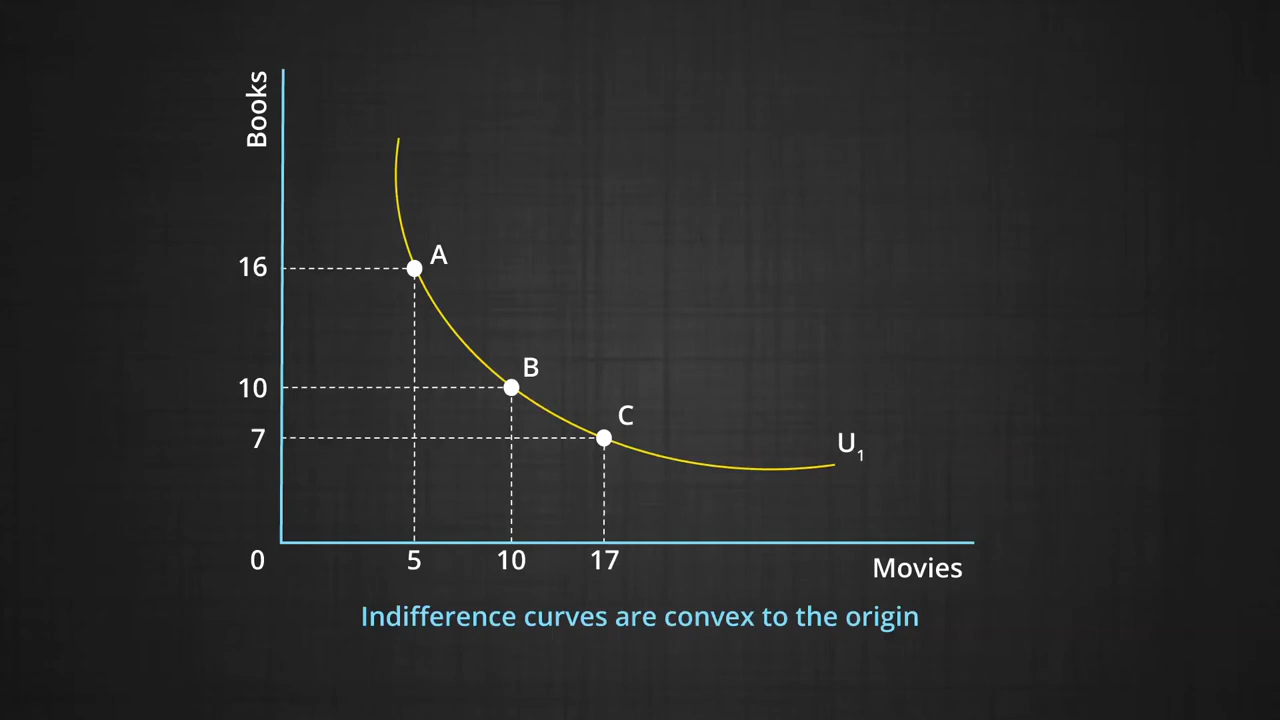 Books
A
16
B
10
C
7
U₁
0
5
10
17
Movies
Indifference curves are convex to the origin